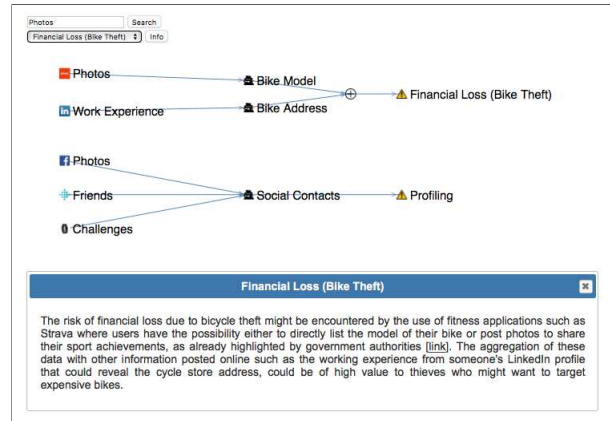 Photos Search
Financial Loss (Bike Theft) Info
Photos
Bike Model
Financial Loss (Bike Theft)
Work Experience
Bike Address
Photos
Friends
Social Contacts
Profiling
Challenges
Financial Loss (Bike Theft)
The risk of financial loss due to bicycle theft might be encountered by the use of fitness applications such as
Strava where users have the possibility either to directly list the model of their bike or post photos to share
their sport achievements, as already highlighted by government authorities [link]. The aggregation of these
data with other information posted online such as the working experience from someone's LinkedIn profile
that could reveal the cycle store address, could be of high value to thieves who might want to target
expensive bikes.